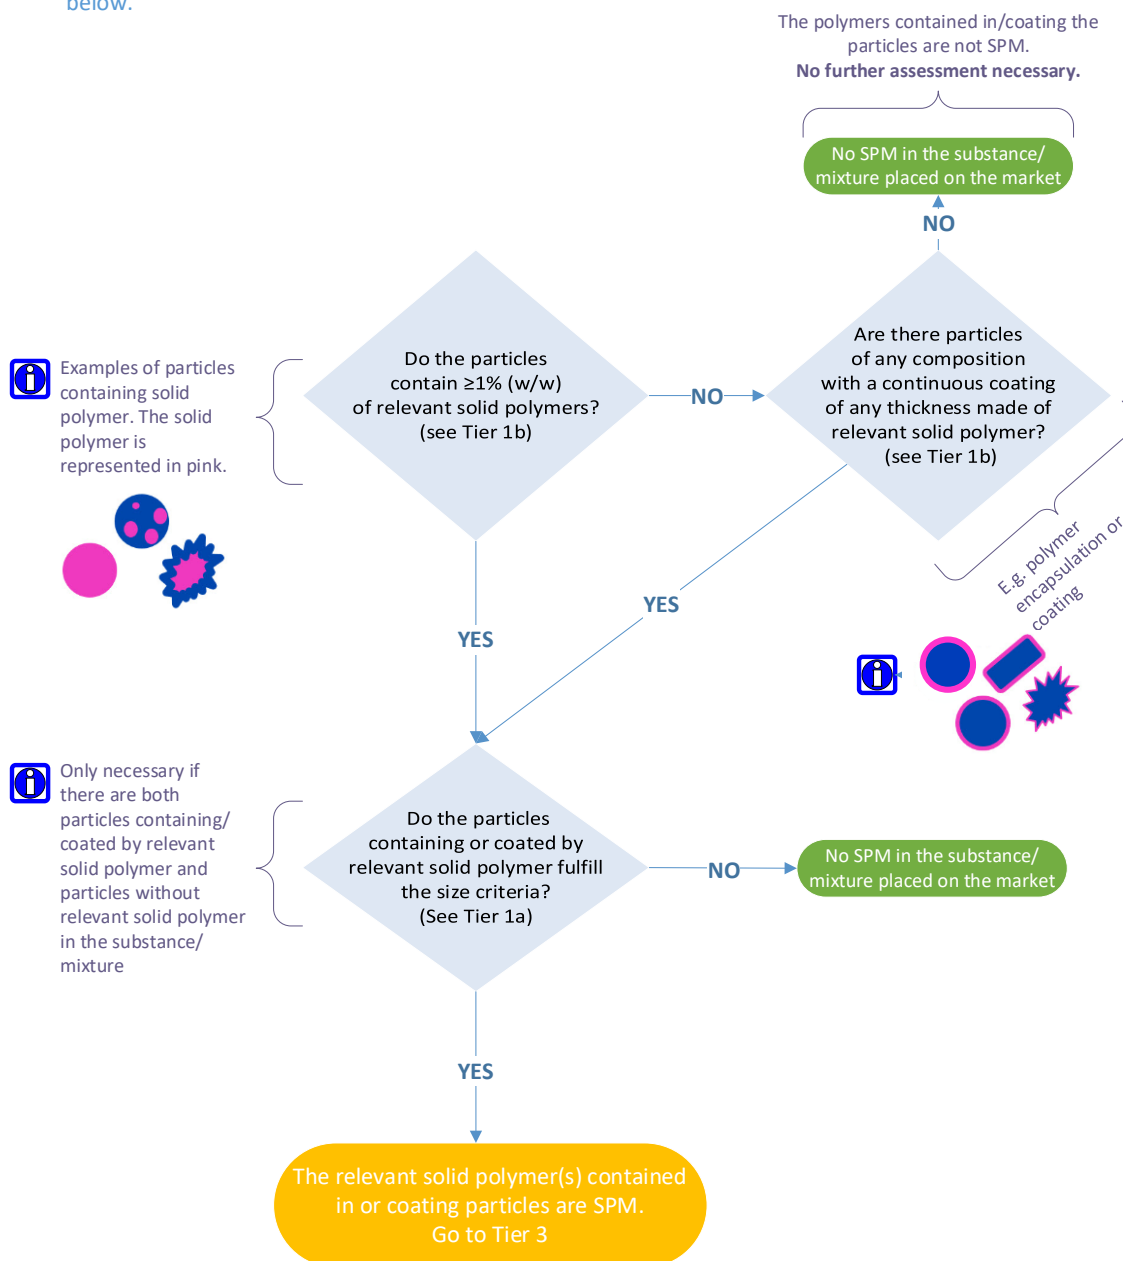 below.
The polymers contained in/coating the
particles are not SPM.
No further assessment necessary.
No SPM in the substance/
mixture placed on the market
NO
Do the particles
contain ≥1% (w/w)
of relevant solid polymers?
(see Tier 1b)
NO
Are there particles
of any composition
with a continuous coating
of any thickness made of
relevant solid polymer?
(see Tier 1b)
Examples of particles
containing solid
polymer. The solid
polymer is
represented in pink.
E.g. polymer
encapsulation or
coating
YES
YES
Only necessary if
there are both
particles containing/
coated by relevant
solid polymer and
particles without
relevant solid polymer
in the substance/
mixture
Do the particles
containing or coated by
relevant solid polymer fulfill
the size criteria?
(See Tier 1a)
NO
No SPM in the substance/
mixture placed on the market
YES
The relevant solid polymer(s) contained
in or coating particles are SPM.
Go to Tier 3